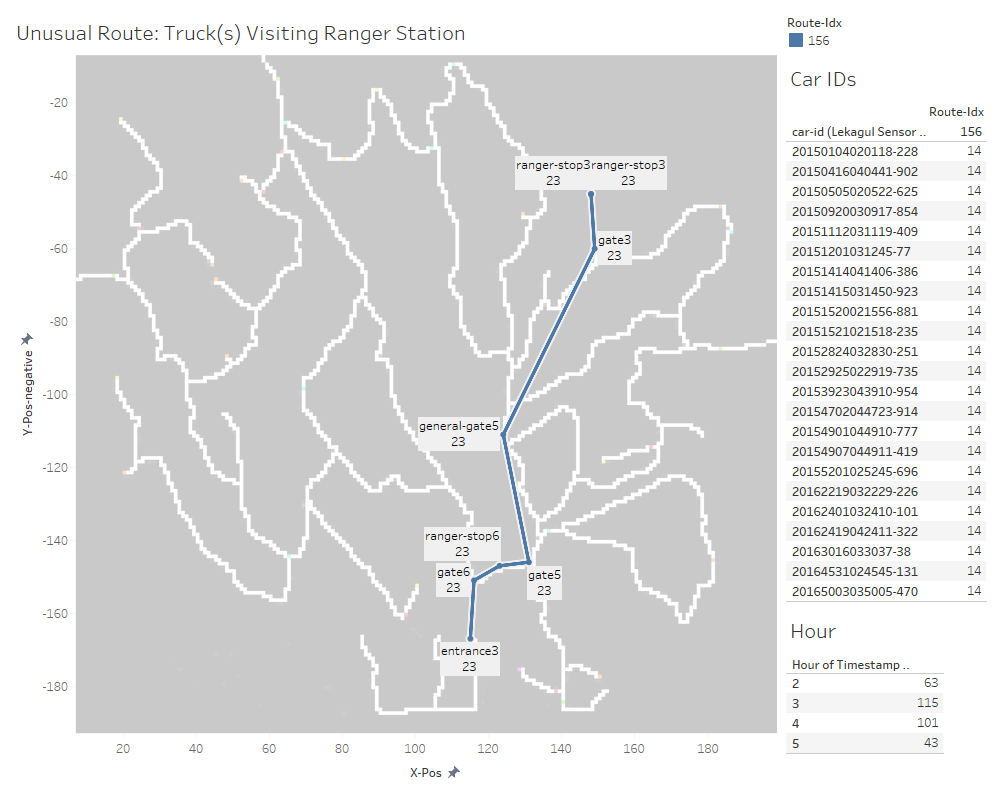 Unusual Route: Truck(s) Visiting Ranger Station
Route-Idx
156
Car IDs
Route-Idx
car-id (Lekagul Sensor .. 156
20150104020118-228 14
20150416040441-902 14
20150505020522-625 14
20150920030917-854 14
20151112031119-409 14
20151201031245-77 14
20151414041406-386 14
20151415031450-923 14
20151520021556-881 14
20151521021518-235 14
20152824032830-251 14
20152925022919-735 14
20153923043910-954 14
20154702044723-914 14
20154901044910-777 14
20154907044911-419 14
20155201025245-696 14
20162219032229-226 14
20162401032410-101 14
20162419042411-322 14
20163016033037-38 14
20164531024545-131 14
20165003035005-470 14
Hour
Hour of Timestamp ..
2 63
3 115
4 101
5 43
Y-Pos-negative
-20
-40
-60
-80
-100
-120
-140
-160
-180
ranger-stop3 ranger-stop3
23 23
gate3
23
general-gate5
23
ranger-stop6
23
gate6
23
gate5
23
entrance3
23
20 40 60 80 100 120 140 160 180
X-Pos